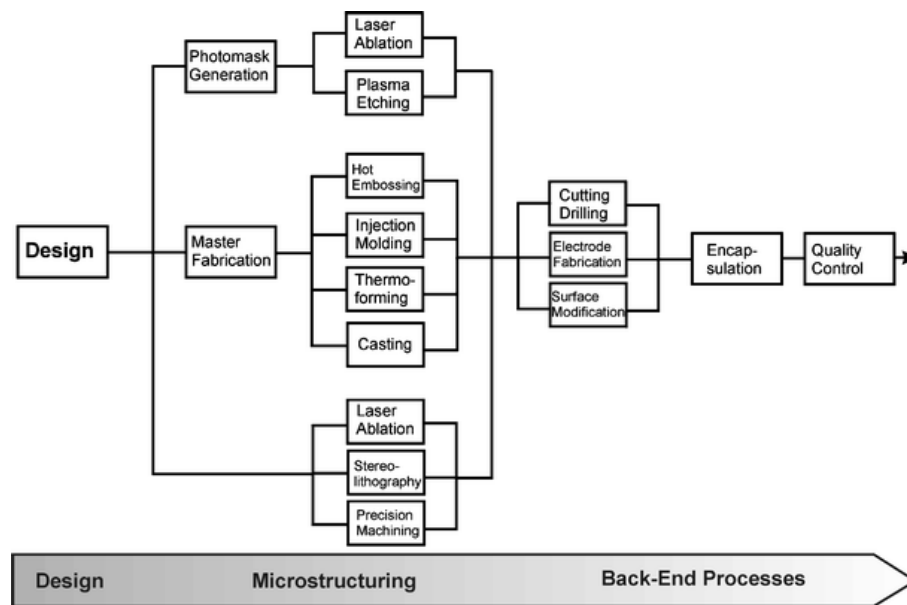 Laser
Ablation
Photomask
Generation
Plasma
Etching
Hot
Embossing
Injection
Molding
Design
Master
Fabrication
Thermo-
forming
Casting
Laser
Ablation
Stereo-
lithography
Precision
Machining
Cutting
Drilling
Electrode
Fabrication
Surface
Modification
Encap-
sulation
Quality
Control
Design
Microstructuring
Back-End Processes